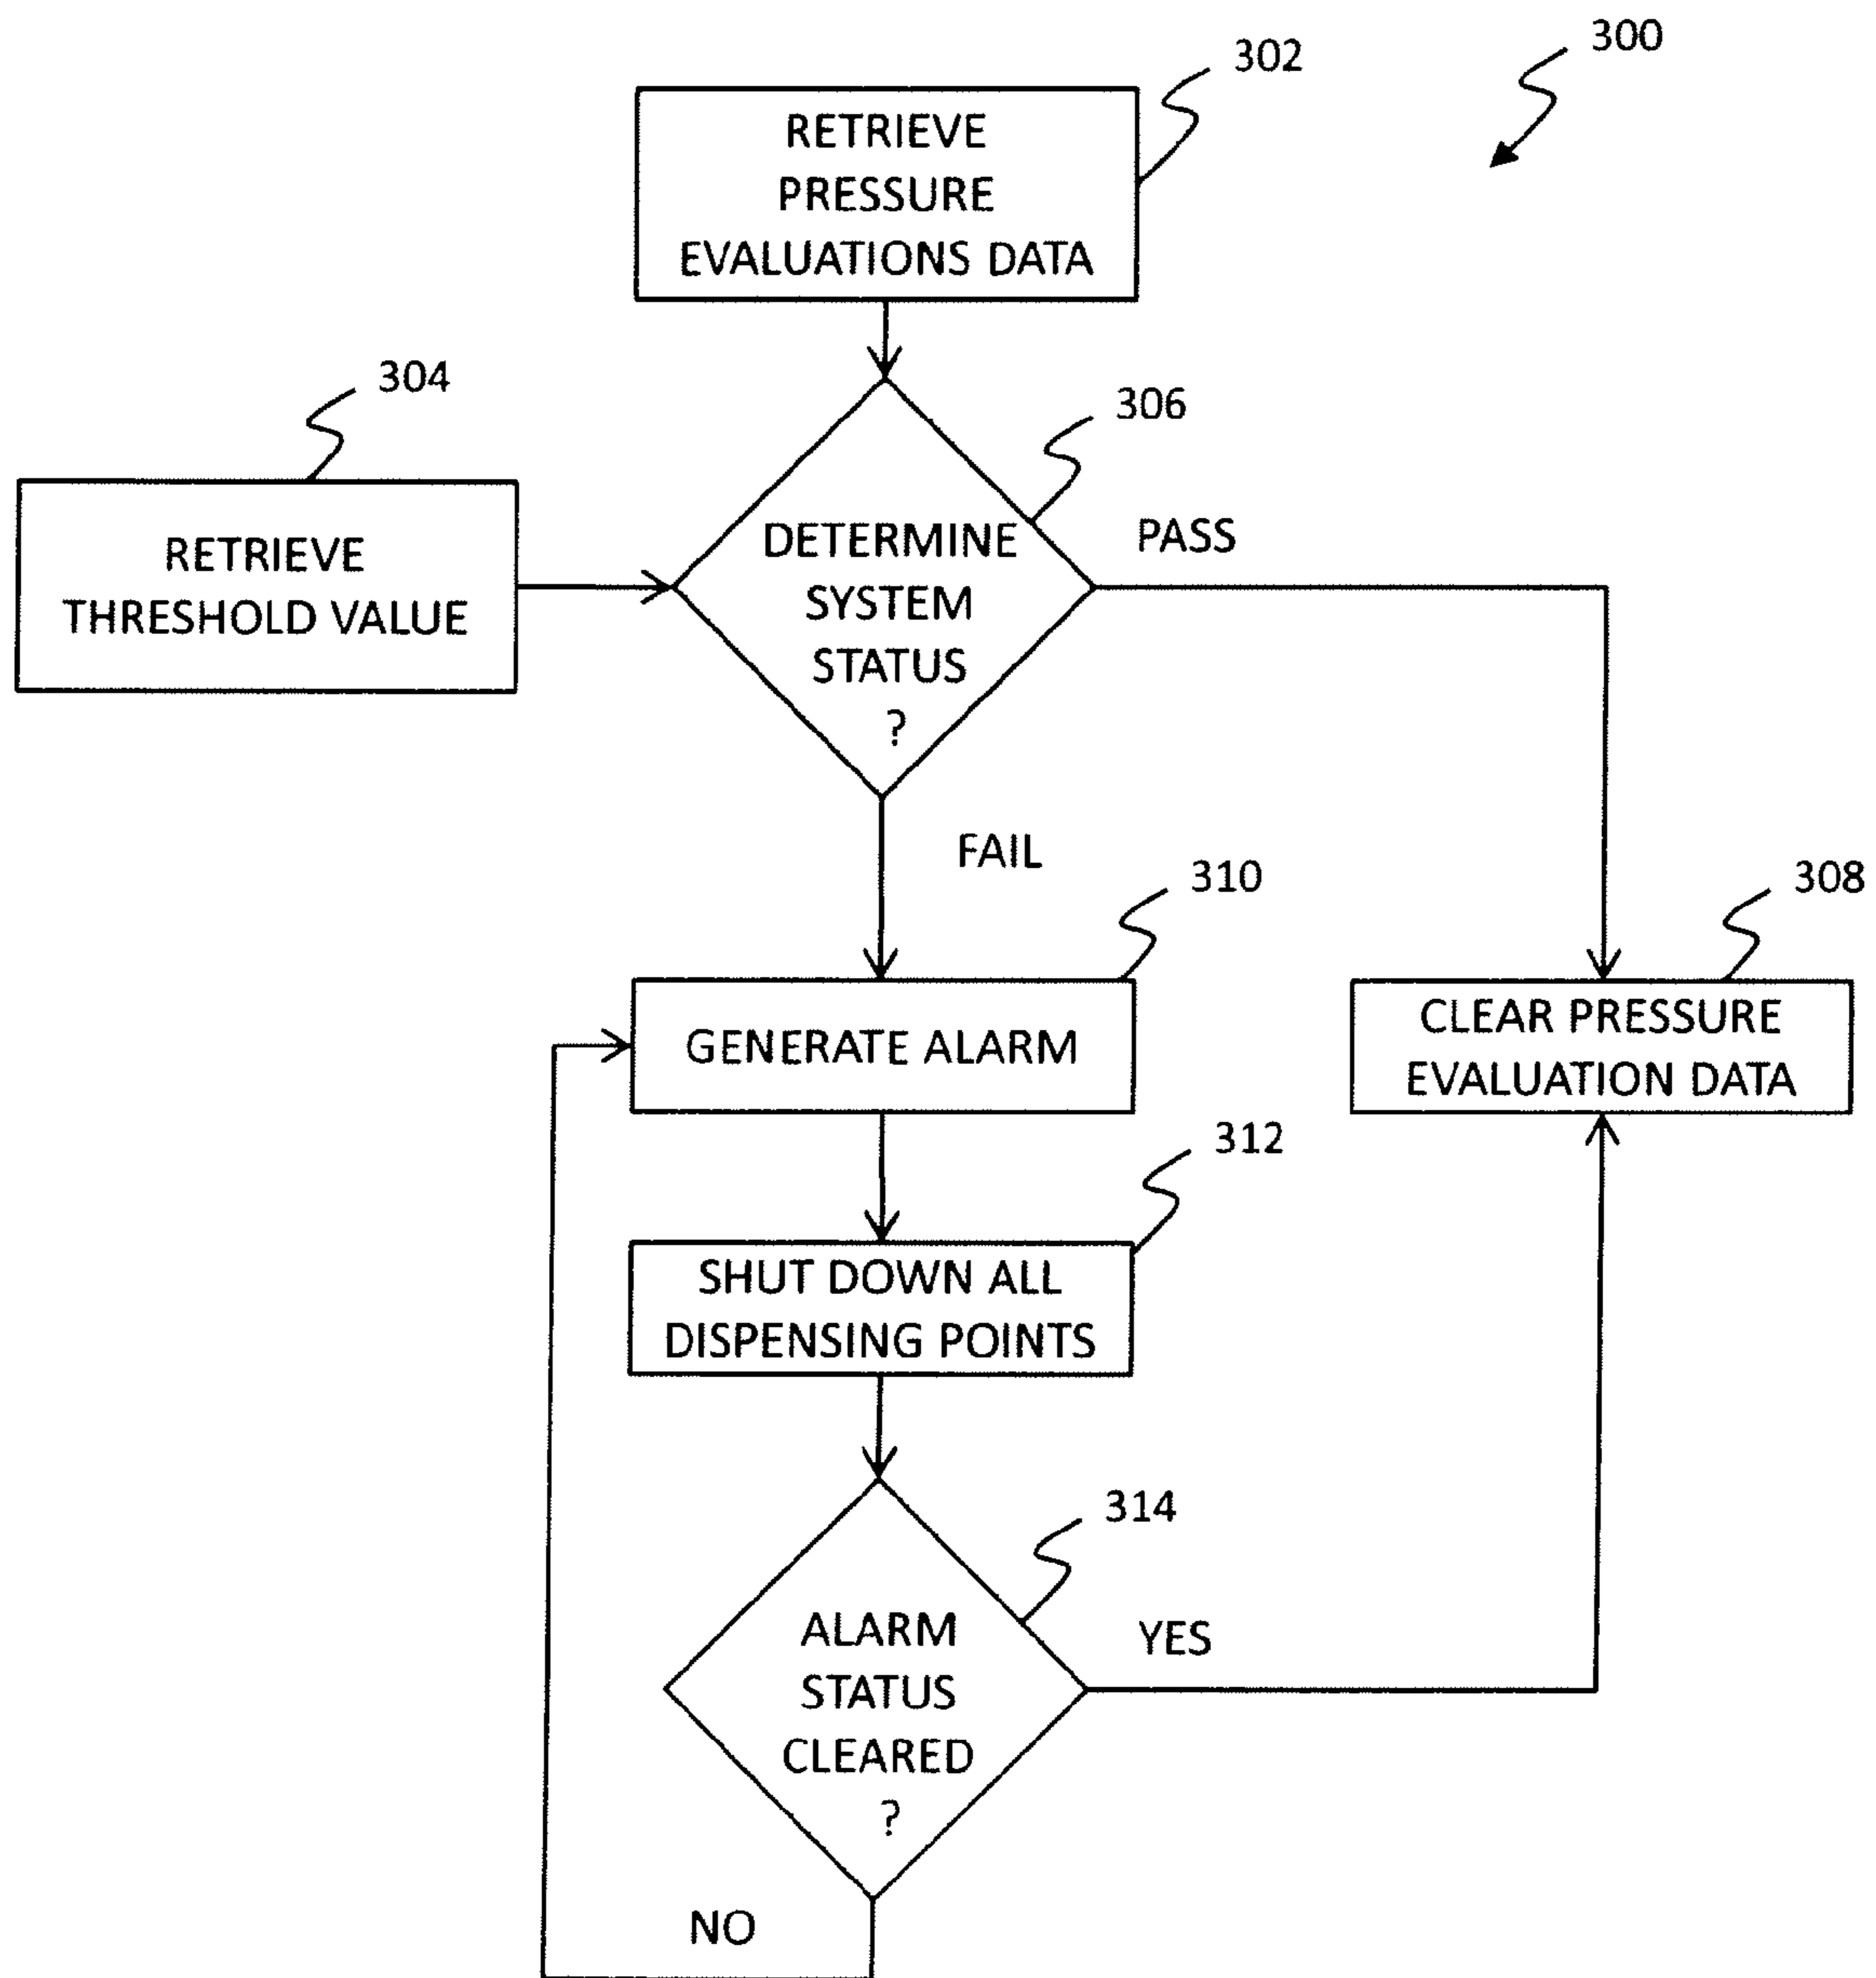 300
302
RETRIEVE
PRESSURE
EVALUATIONS DATA
304
306
RETRIEVE
THRESHOLD VALUE
DETERMINE
SYSTEM
STATUS
?
PASS
FAIL
310
308
GENERATE ALARM
CLEAR PRESSURE
EVALUATION DATA
312
SHUT DOWN ALL
DISPENSING POINTS
314
ALARM
STATUS
CLEARED
?
YES
NO